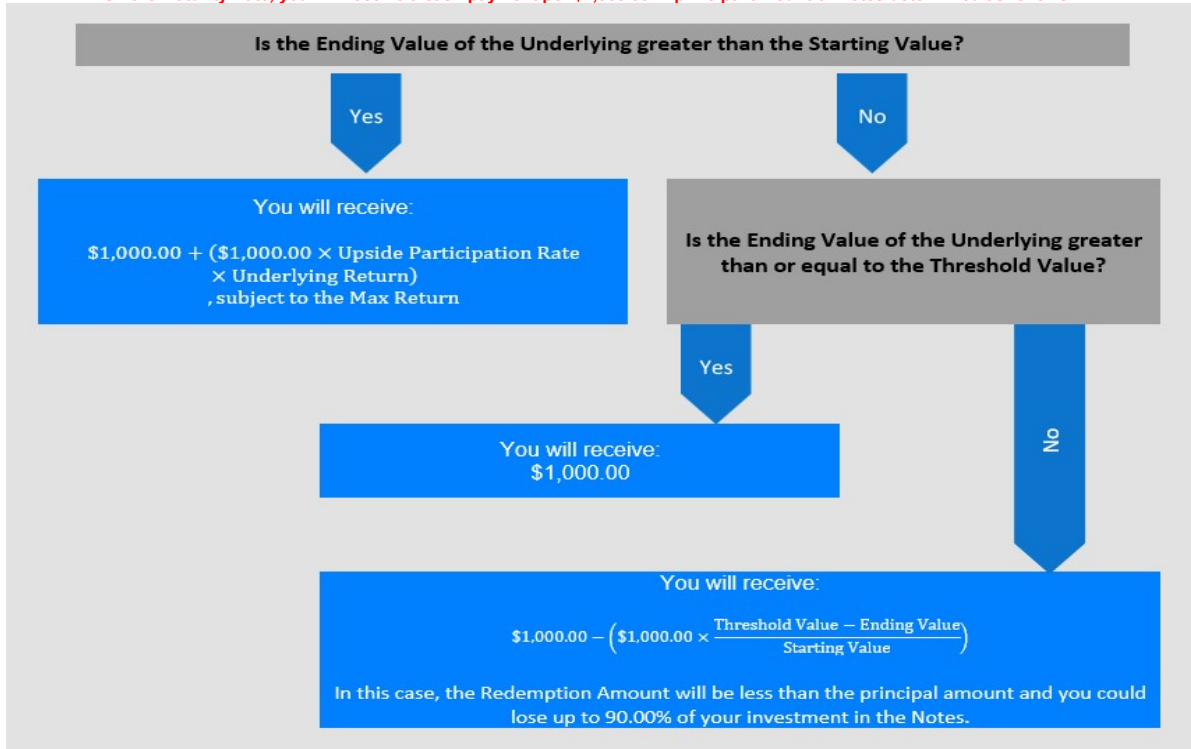 Is the Ending Value of the Underlying greater than the Starting Value?
Yes
No
You will receive:
$1,000.00 + ($1,000.00 × Upside Participation Rate
× Underlying Return)
, subject to the Max Return
Is the Ending Value of the Underlying greater
than or equal to the Threshold Value?
Yes
No
You will receive:
$1,000.00
You will receive:
$1,000.00 − ($1,000.00 × Threshold Value − Ending Value
Starting Value)
In this case, the Redemption Amount will be less than the principal amount and you could
lose up to 90.00% of your investment in the Notes.